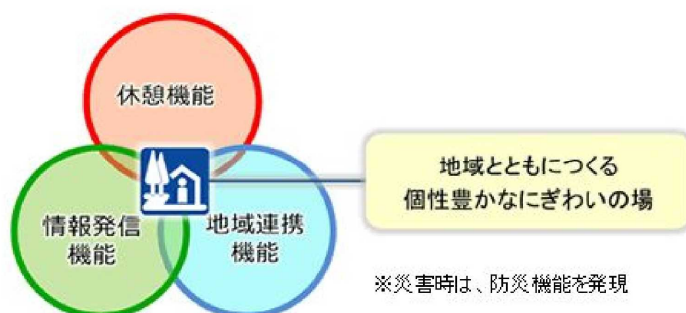 休憩機能
情報発信
機能
地域連携
機能
地域とともにつくる
個性豊かなにぎわいの場
※災害時は、防災機能を発現